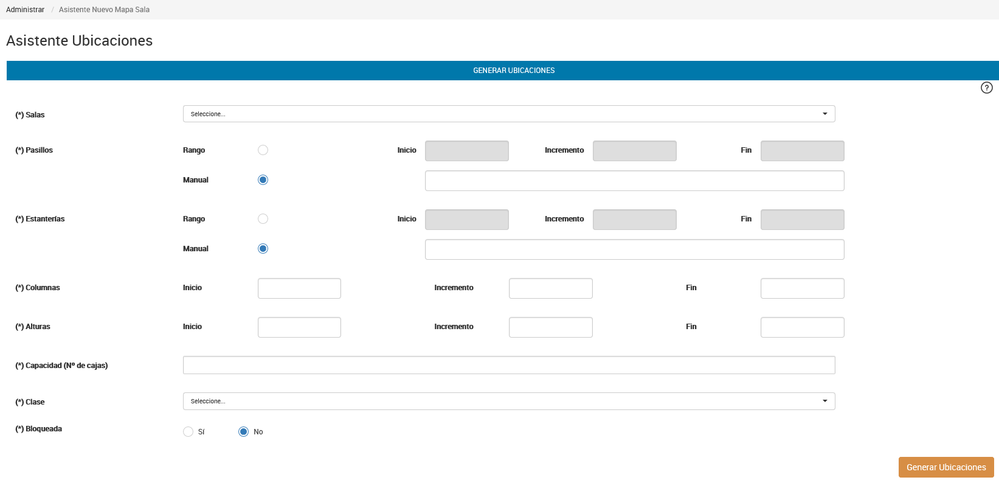 Administrar / Asistente Nuevo Mapa Sala
Asistente Ubicaciones
GENERAR UBICACIONES
?
(*) Salas Seleccione...
(*) Pasillos Rango Inicio Incremento Fin
Manual
(*) Estanterías Rango Inicio Incremento Fin
Manual
(*) Columnas Inicio Incremento Fin
(*) Alturas Inicio Incremento Fin
(*) Capacidad (Nº de cajas)
(*) Clase Seleccione...
(*) Bloqueada Sí No
Generar Ubicaciones